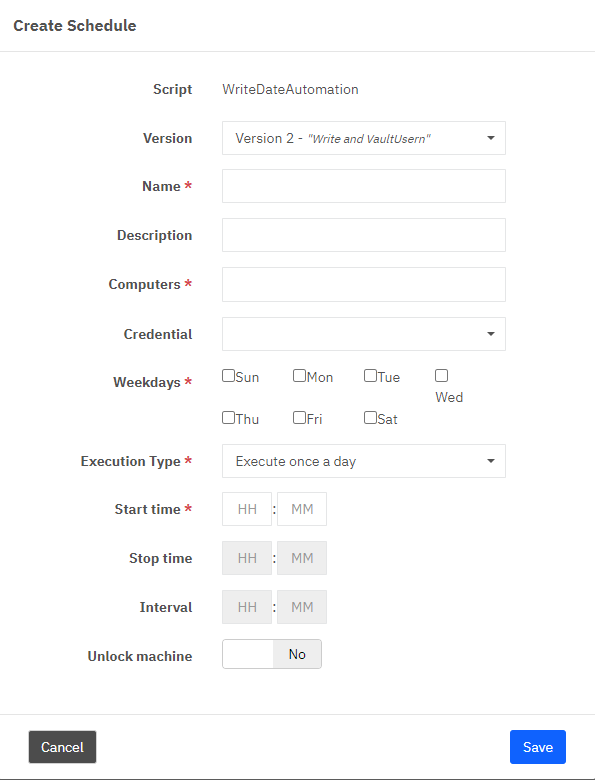 Create Schedule
Script WriteDateAutomation
Version Version 2 - "Write and VaultUsern"
Name *
Description
Computers *
Credential
Weekdays * Sun Mon Tue Wed
Thu Fri Sat
Execution Type * Execute once a day
Start time * HH : MM
Stop time HH : MM
Interval HH : MM
Unlock machine No
Cancel Save